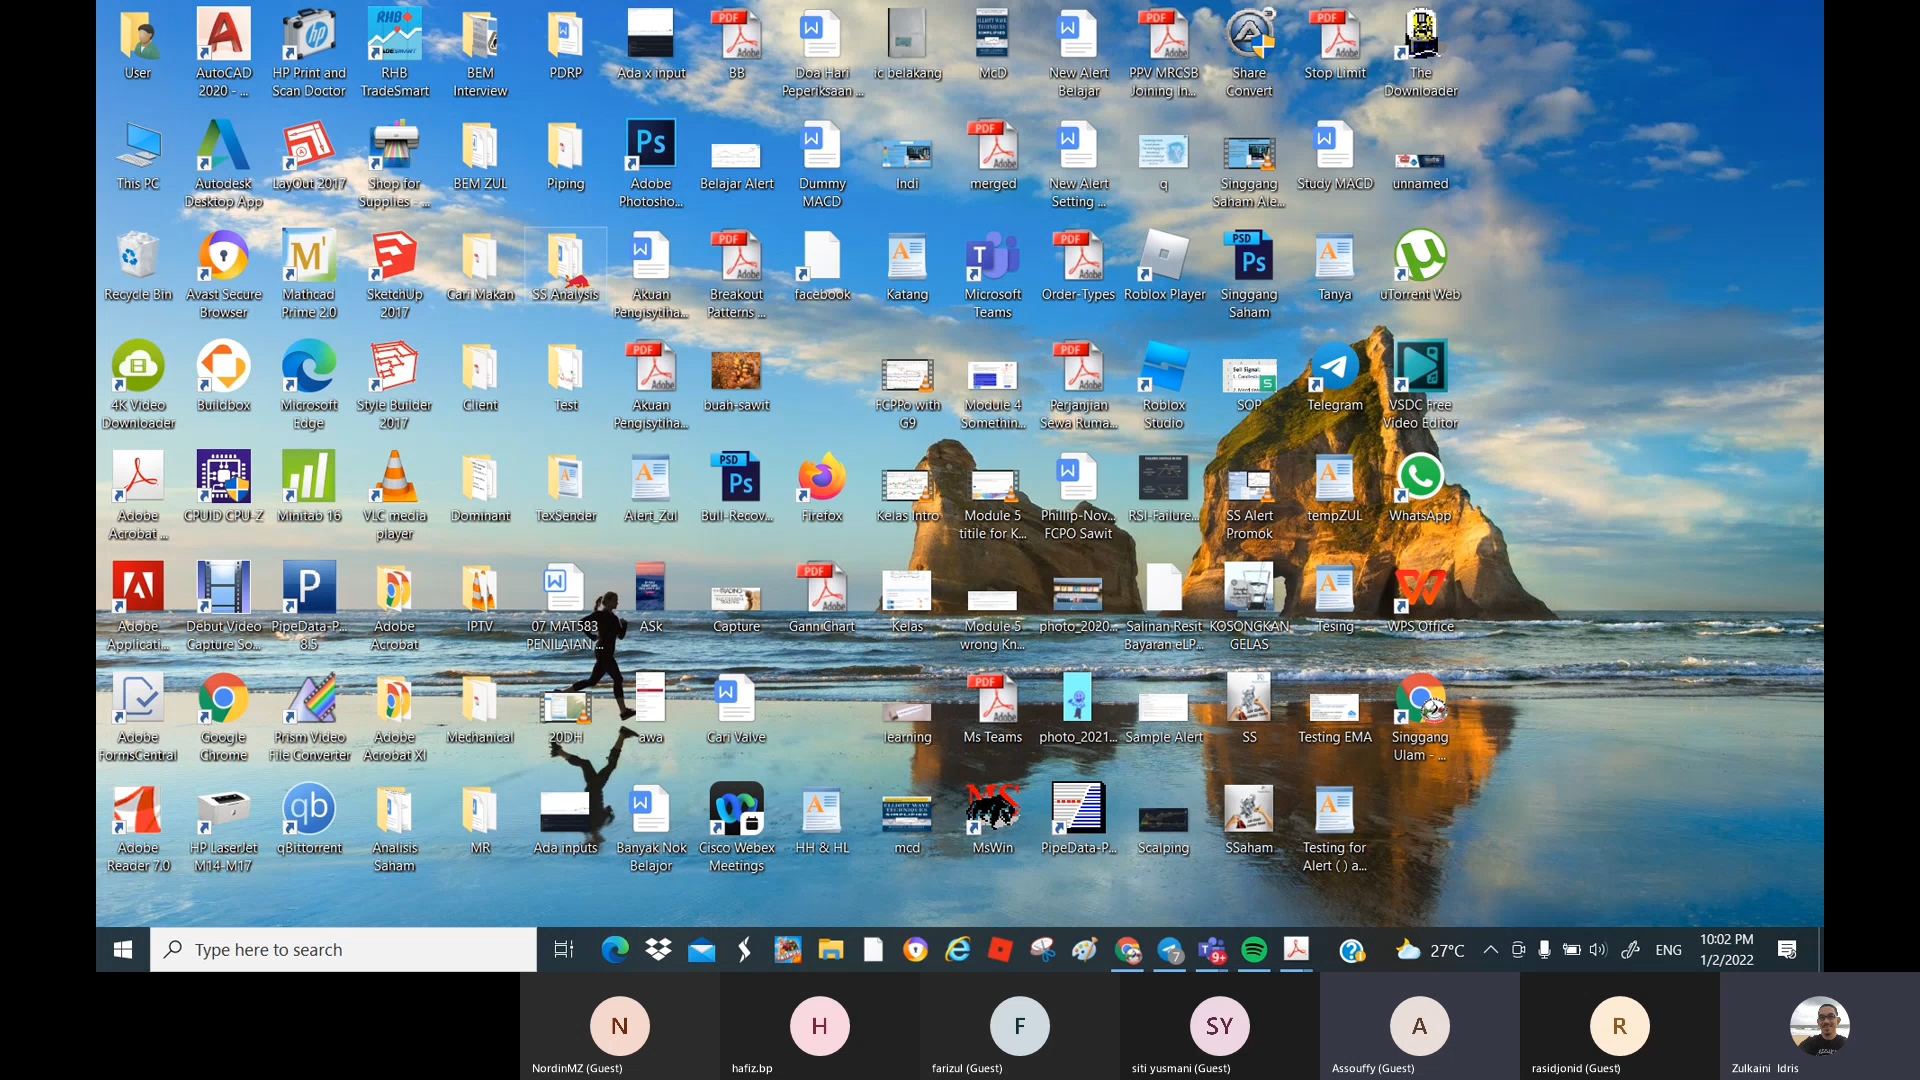 User
AutoCAD
2020 - ...
HP Print and
Scan Doctor
RHB
TradeSmart
BEM
Interview
PDRP
Ada x input
BB
Doa Hari
Peperiksaan ...
ic belakang
McD
New Alert
Belajar
PPV MRCSB
Joining In...
Share
Convert
Stop Limit
The
Downloader
This PC
Autodesk
Desktop App
LayOut 2017
Shop for
Supplies - ...
BEM ZUL
Piping
Adobe
Photosho...
Belajar Alert
Dummy
MACD
Indi
merged
New Alert
Setting ...
q
Singgang
Saham Ale...
Study MACD
unnamed
Recycle Bin
Avast Secure
Browser
Mathcad
Prime 2.0
SketchUp
2017
Cari Makan
SS Analysis
Akuan
Pengisytiha...
Breakout
Patterns ...
facebook
Katang
Microsoft
Teams
Order-Types
Roblox Player
Singgang
Saham
Tanya
uTorrent Web
4K Video
Downloader
Buildbox
Microsoft
Edge
Style Builder
2017
Client
Test
Akuan
Pengisytiha...
buah-sawit
FCPPo with
G9
Module 4
Somethin...
Perjanjian
Sewa Ruma...
Roblox
Studio
SOP
Telegram
VSDC Free
Video Editor
Adobe
Acrobat ...
CPUID CPU-Z
Minitab 16
VLC media
player
Dominant
TexSender
Alert_Zul
Bull-Recov...
Firefox
Kelas Intro
Module 5
titile for K...
Phillip-Nov...
FCPO Sawit
RSI-Failure...
SS Alert
Promok
tempZUL
WhatsApp
Adobe
Applicati...
Debut Video
Capture So...
PipeData-P...
8.5
Adobe
Acrobat
IPTV
07 MAT583
PENILAIAN ...
ASk
Capture
Gann Chart
Kelas
Module 5
wrong Kn...
photo_2020...
Salinan Resit
Bayaran eLP...
KOSONGKAN
GELAS
Tesing
WPS Office
Adobe
FormsCentral
Google
Chrome
Prism Video
File Converter
Adobe
Acrobat XI
Mechanical
20DH
awa
Cari Valve
learning
Ms Teams
photo_2021...
Sample Alert
SS
Testing EMA
Singgang
Ulam - ...
Adobe
Reader 7.0
HP LaserJet
M14-M17
qBittorrent
Analisis
Saham
MR
Ada inputs
Banyak Nok
Belajor
Cisco Webex
Meetings
HH & HL
mcd
MsWin
PipeData-P...
Scalping
SSaham
Testing for
Alert ( ) a...
Type here to search
7
9+
27°C
ENG
10:02 PM
1/2/2022
N
H
F
SY
A
R
NordinMZ (Guest)
hafiz.bp
farizul (Guest)
siti yusmani (Guest)
Assouffy (Guest)
rasidjonid (Guest)
Zulkaini Idris